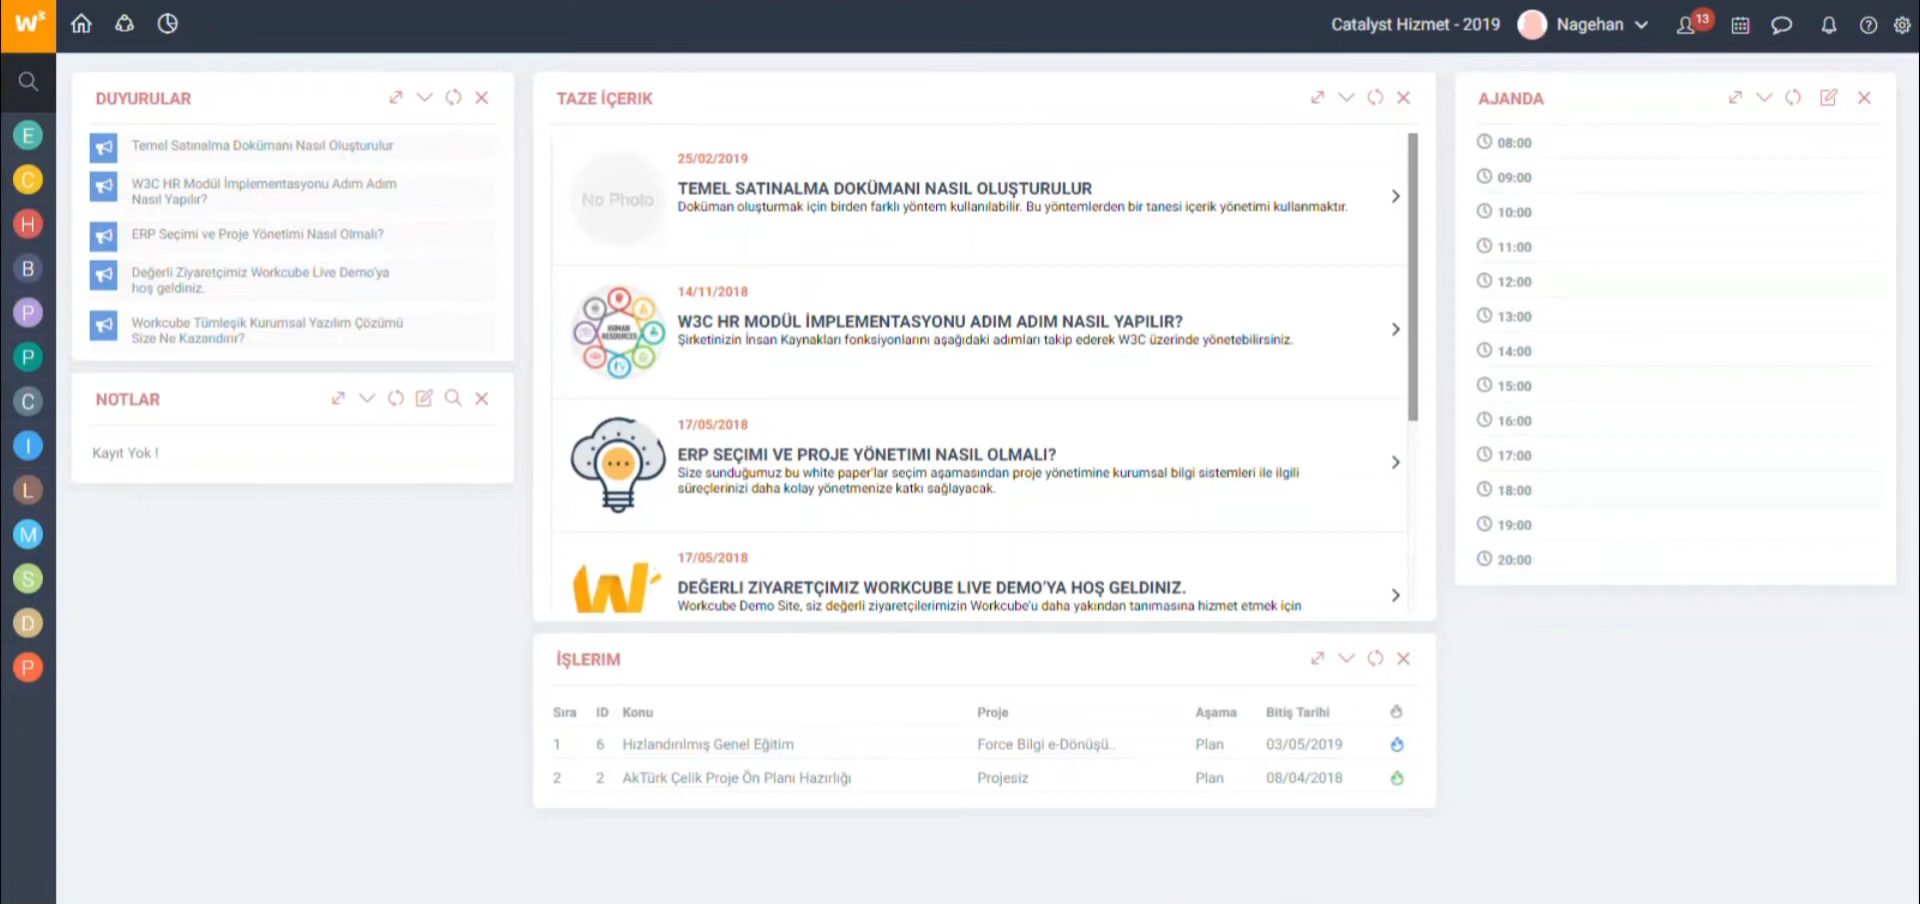 W³
Catalyst Hizmet - 2019
Nagehan
13
E
C
H
B
P
P
C
I
L
M
S
D
P
DUYURULAR
Temel Satınalma Dokümanı Nasıl Oluşturulur
W3C HR Modül İmplementasyonu Adım Adım
Nasıl Yapılır?
ERP Seçimi ve Proje Yönetimi Nasıl Olmalı?
Değerli Ziyaretçimiz Workcube Live Demo'ya
hoş geldiniz.
Workcube Tümleşik Kurumsal Yazılım Çözümü
Size Ne Kazandırır?
NOTLAR
Kayıt Yok !
TAZE İÇERIK
No Photo
25/02/2019
TEMEL SATINALMA DOKÜMANI NASIL OLUŞTURULUR
Doküman oluşturmak için birden farklı yöntem kullanılabilir. Bu yöntemlerden bir tanesi içerik yönetimi kullanmaktır.
HUMAN
RESOURCES
14/11/2018
W3C HR MODÜL İMPLEMENTASYONU ADIM ADIM NASIL YAPILIR?
Şirketinizin İnsan Kaynakları fonksiyonlarını aşağıdaki adımları takip ederek W3C üzerinde yönetebilirsiniz.
17/05/2018
ERP SEÇIMI VE PROJE YÖNETIMI NASIL OLMALI?
Size sunduğumuz bu white paper'lar seçim aşamasından proje yönetimine kurumsal bilgi sistemleri ile ilgili
süreçlerinizi daha kolay yönetmenize katkı sağlayacak.
17/05/2018
DEĞERLI ZIYARETÇIMIZ WORKCUBE LIVE DEMO'YA HOŞ GELDINIZ.
Workcube Demo Site, siz değerli ziyaretçilerimizin Workcube'u daha yakından tanımasına hizmet etmek için
İŞLERIM
Sıra ID Konu Proje Aşama Bitiş Tarihi
1 6 Hızlandırılmış Genel Eğitim Force Bilgi e-Dönüşü.. Plan 03/05/2019
2 2 AkTürk Çelik Proje Ön Planı Hazırlığı Projesiz Plan 08/04/2018
AJANDA
08:00
09:00
10:00
11:00
12:00
13:00
14:00
15:00
16:00
17:00
18:00
19:00
20:00